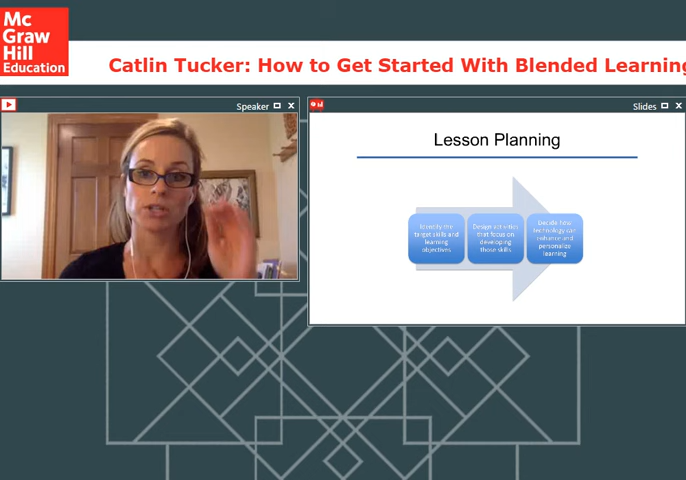 Mc
Graw
Hill
Education
Catlin Tucker: How to Get Started With Blended Learning
Speaker
Slides
Lesson Planning
Identify the
target skills and
learning
objectives
Design activities
that focus on
developing
those skills
Decide how
technology can
enhance and
personalize
learning